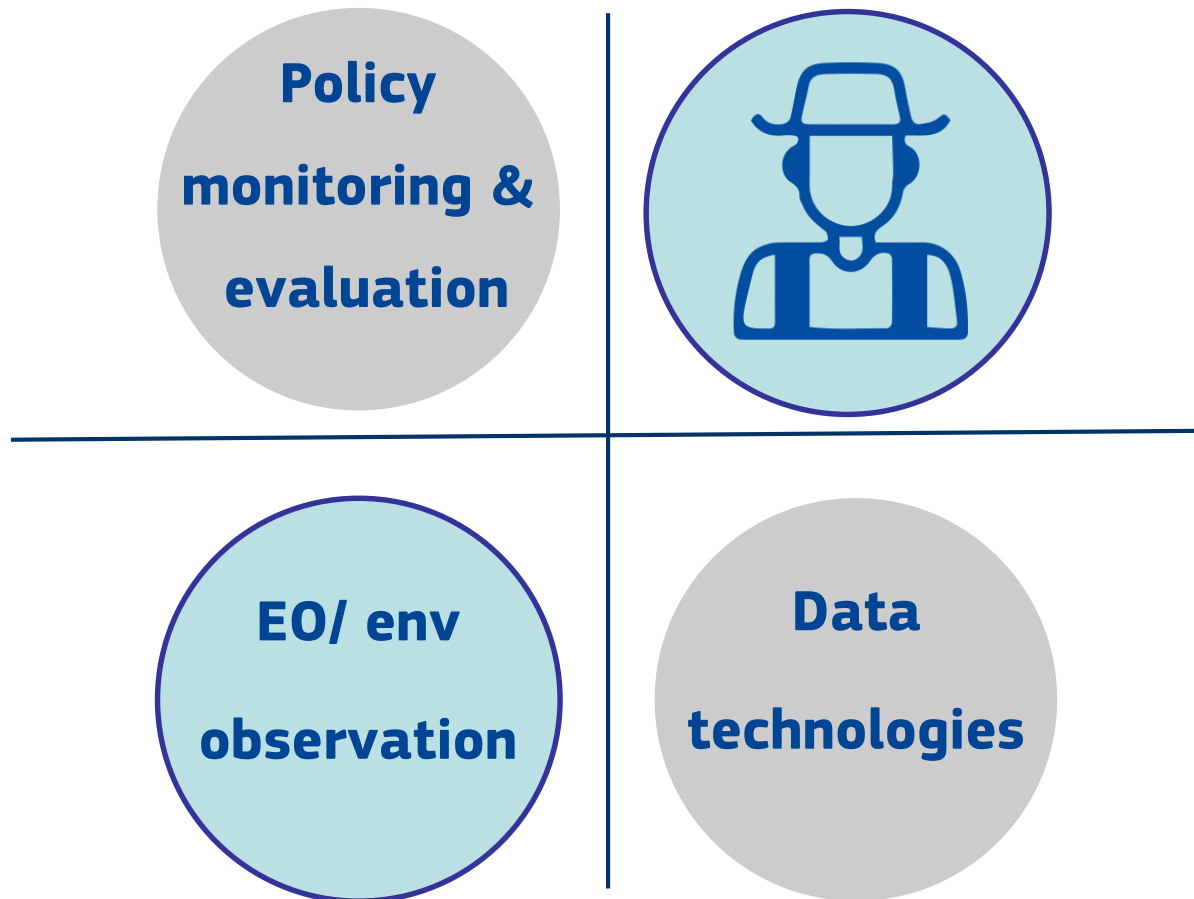 Policy
monitoring &
evaluation
EO/ env
observation
Data
technologies